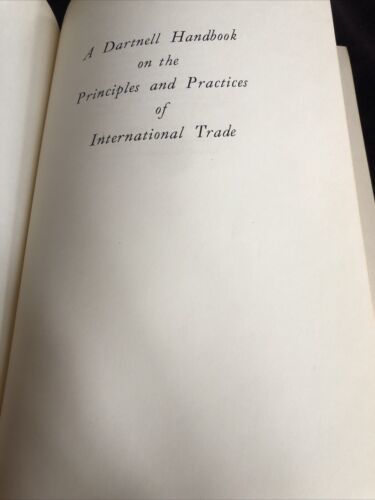 A Dartnell Handbook
on the
Principles and Practices
of
International Trade